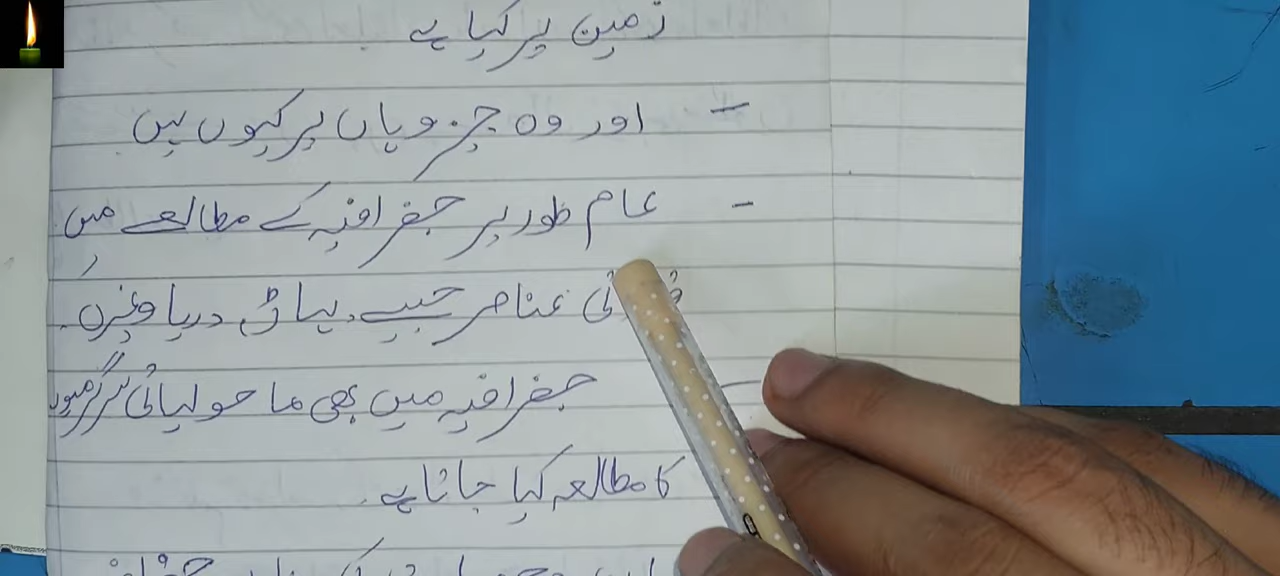 زمین پر کیا ہے
- اور وہ چیز وہاں پر کیوں ہیں
- عام طور پر جغرافیہ کے مطالعے میں
عناصر جیسے پہاڑ دریا وغیرہ۔
- جغرافیہ میں بھی ماحولیاتی سرگرمیوں
کا مطالعہ کیا جاتا ہے۔